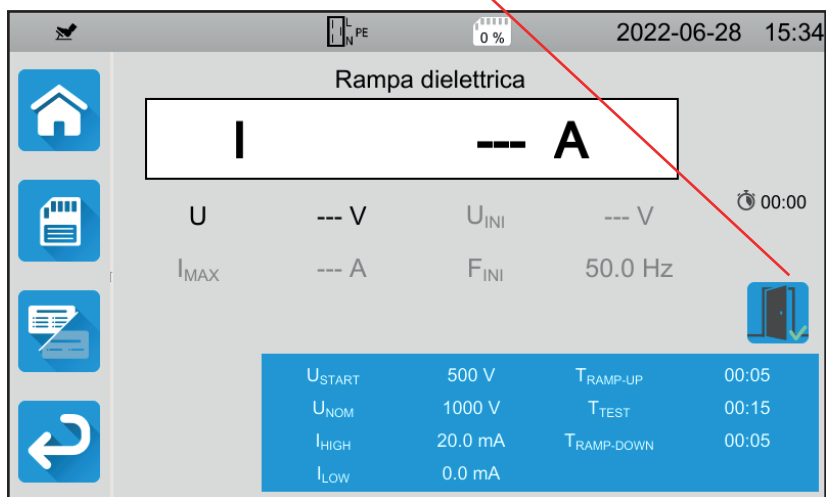 L N PE 0 % 2022-06-28 15:34
Rampa dielettrica
I --- A
00:00
U --- V UINI --- V
IMAX --- A FINI 50.0 Hz
USTART 500 V TRAMP-UP 00:05
UNOM 1000 V TTEST 00:15
IHIGH 20.0 mA TRAMP-DOWN 00:05
ILOW 0.0 mA